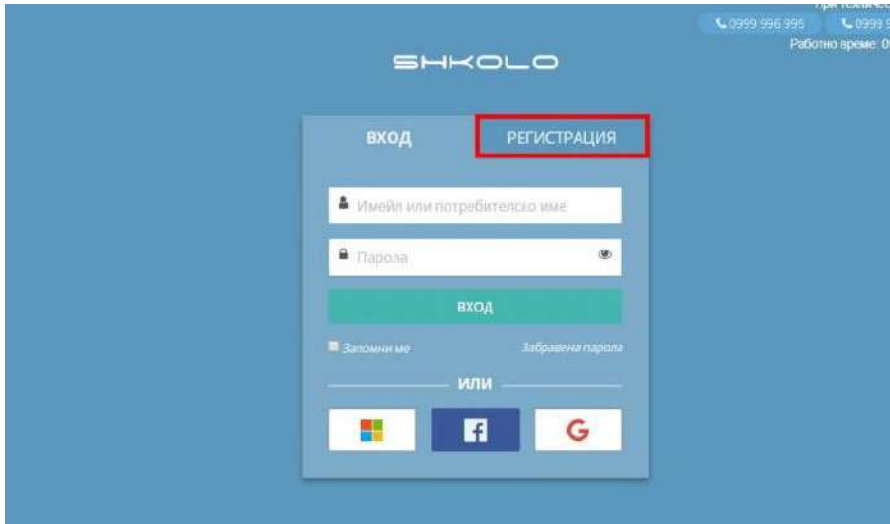 0999 996 995
Работно време:
SHKOLO
ВХОД
РЕГИСТРАЦИЯ
Имейл или потребителско име
Парола
ВХОД
Запомни ме
Забравена парола
ИЛИ